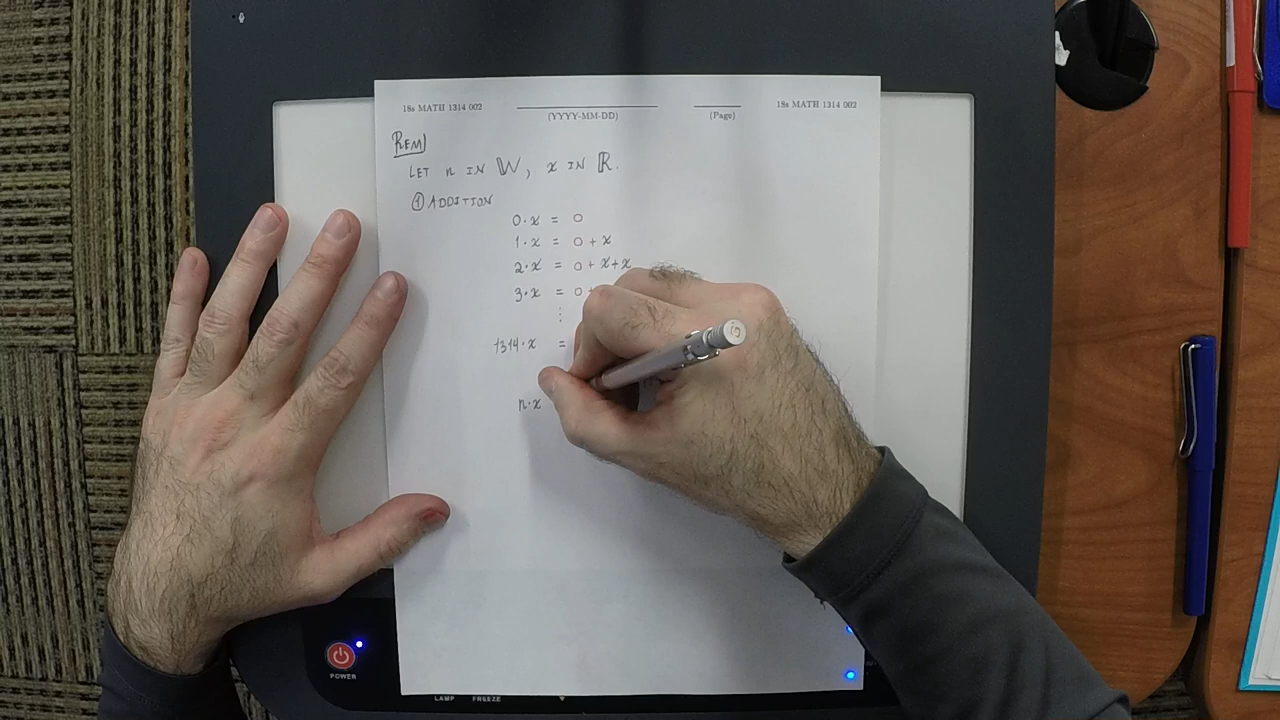 18s MATH 1314 002 18s MATH 1314 002
(YYYY-MM-DD) (Page)
REM)
LET n IN 𝕎, x IN ℝ.
① ADDITION
0·x = 0
1·x = 0 + x
2·x = 0 + x + x
3·x = 0 +
⋮
1314·x =
n·x
POWER
LAMP FREEZE